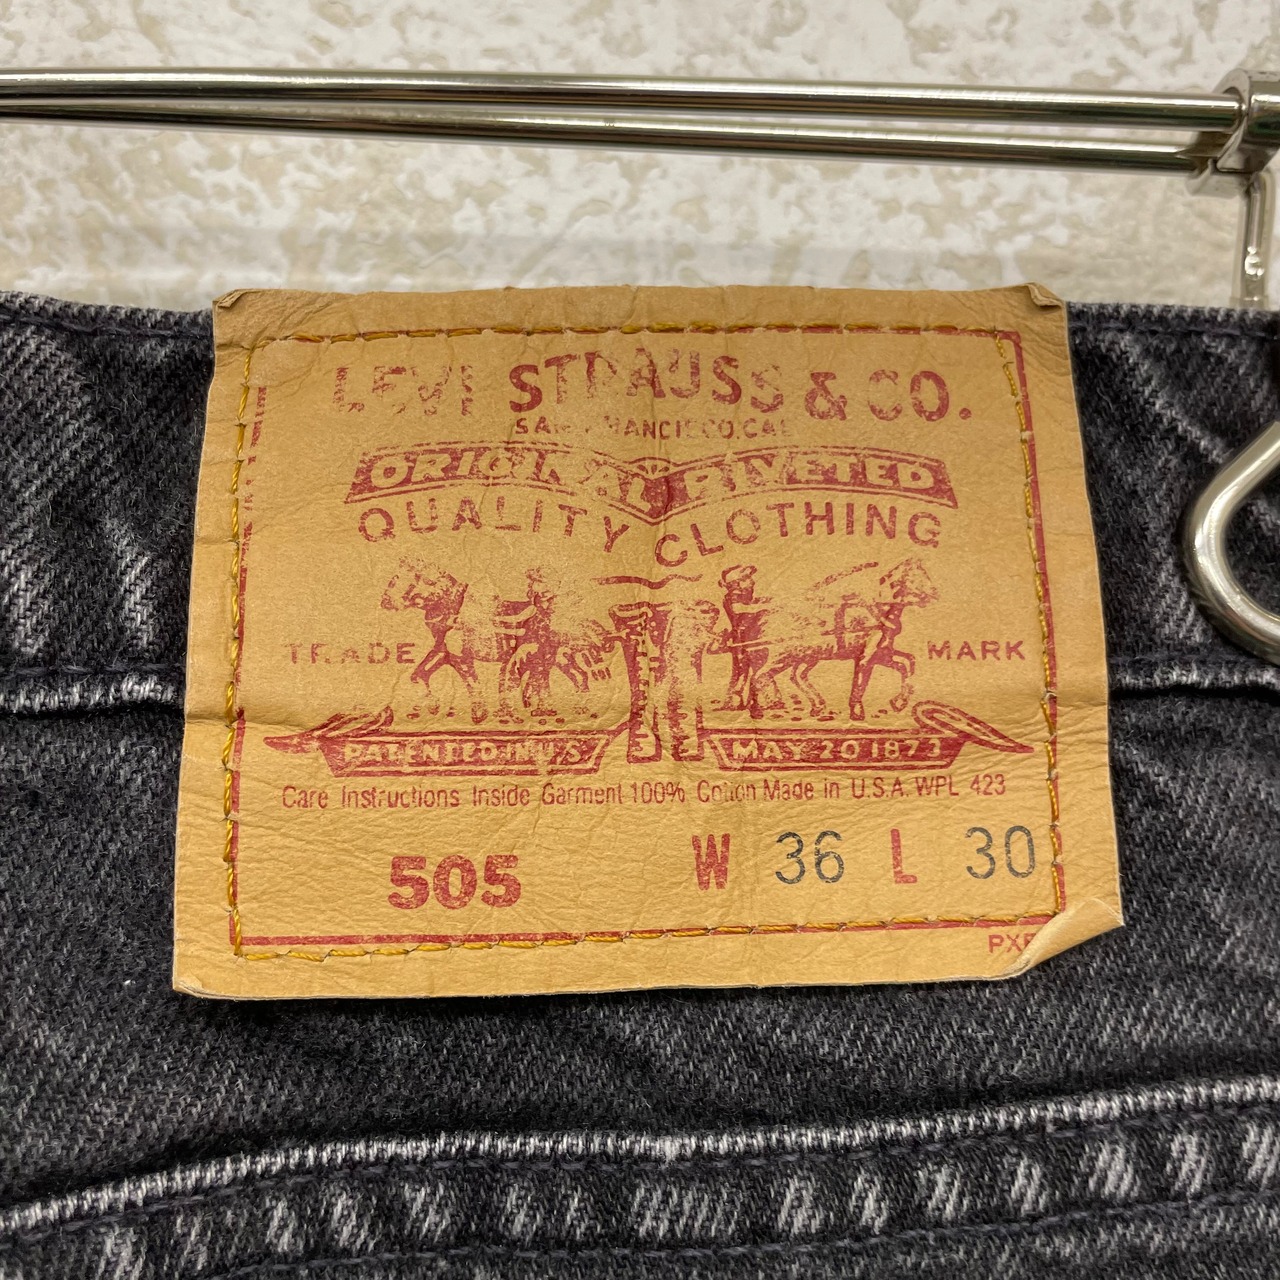 LEVI STRAUSS & CO.
SAN FRANCISCO, CAL
ORIGINAL RIVETED
QUALITY CLOTHING
TRADE MARK
PATENTED IN U.S. MAY 20 1873
Care Instructions Inside Garment 100% Cotton Made in U.S.A. WPL 423
505 W 36 L 30